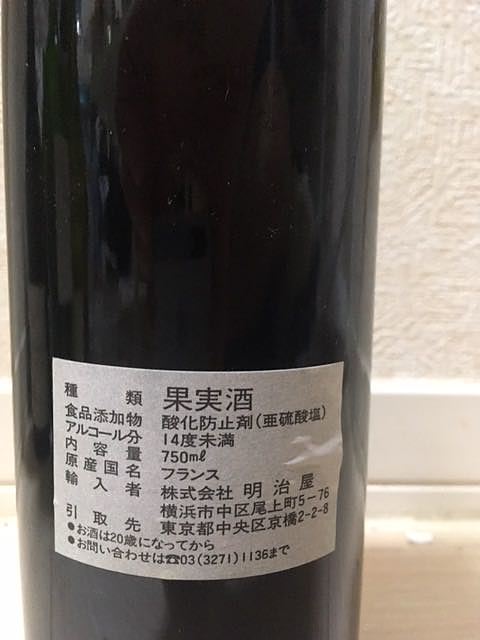 種類 果実酒
食品添加物 酸化防止剤(亜硫酸塩)
アルコール分 14度未満
内容量 750mℓ
原産国名 フランス
輸入者 株式会社 明治屋
横浜市中区尾上町5-76
引取先 東京都中央区京橋2-2-8
●お酒は20歳になってから
●お問い合わせは☎03(3271)1136まで